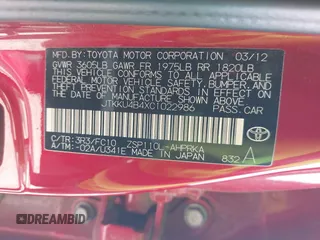 MFD. BY: TOYOTA MOTOR CORPORATION 03/12
GVWR 3605LB GAWR FR 1975LB RR 1820LB
THIS VEHICLE CONFORMS TO ALL APPLICABLE
FEDERAL MOTOR VEHICLE SAFETY, BUMPER, AND
THEFT PREVENTION STANDARDS IN EFFECT ON THE DATE
OF MANUFACTURE SHOWN ABOVE.
JTKKU4B4XC1022986 PASS.CAR
C/TR:3R3/FC10 ZSP110L-AHPRKA
A/TM:-02A/U341E MADE IN JAPAN 832 A
TOYOTA
DREAMBID